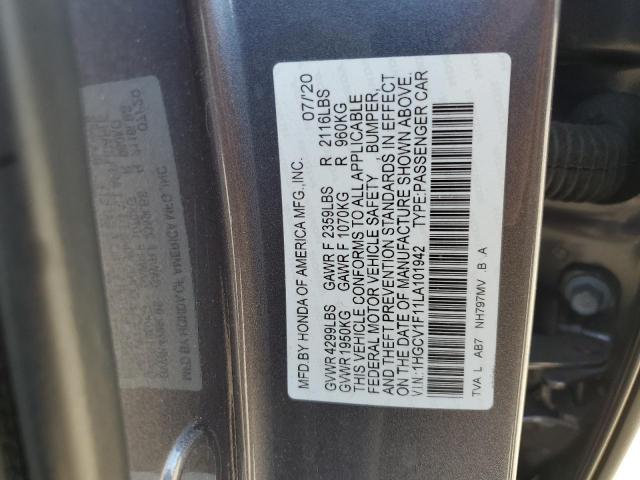 MFD.BY HONDA OF AMERICA MFG.,INC. 07/'20
GVWR 4299LBS GAWR F 2359LBS R 2116LBS
GVWR 1950KG GAWR F 1070KG R 960KG
THIS VEHICLE CONFORMS TO ALL APPLICABLE
FEDERAL MOTOR VEHICLE SAFETY, BUMPER,
AND THEFT PREVENTION STANDARDS IN EFFECT
ON THE DATE OF MANUFACTURE SHOWN ABOVE.
V.I.N.:1HGCV1F11LA101942 TYPE:PASSENGER CAR
TVA L AB7 NH797MV .B .A